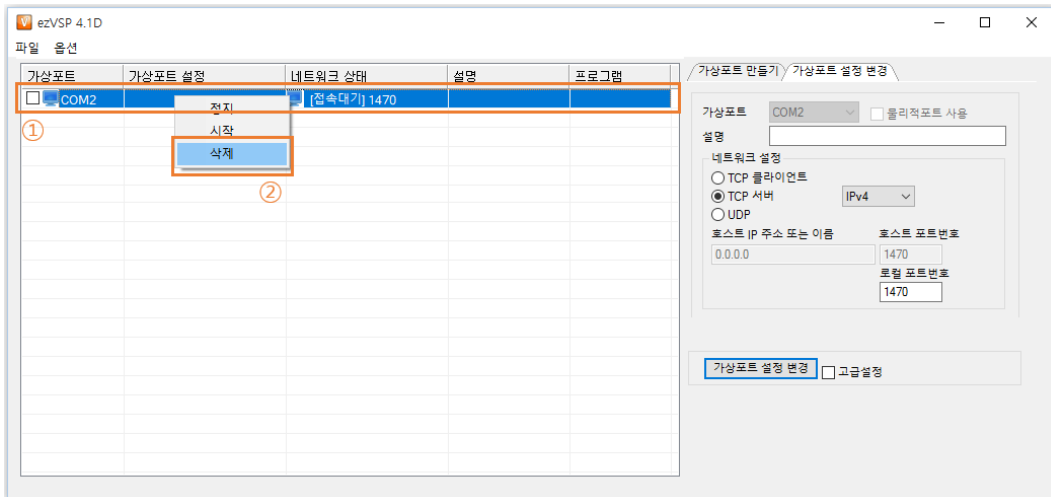 ezVSP 4.1D
파일 옵션
가상포트 가상포트 설정 네트워크 상태 설명 프로그램
COM2 [접속대기] 1470
①
정지
시작
삭제
②
가상포트 만들기 가상포트 설정 변경
가상포트 COM2 물리적포트 사용
설명
네트워크 설정
TCP 클라이언트
TCP 서버 IPv4
UDP
호스트 IP 주소 또는 이름 호스트 포트번호
0.0.0.0 1470
로컬 포트번호
1470
가상포트 설정 변경 고급설정